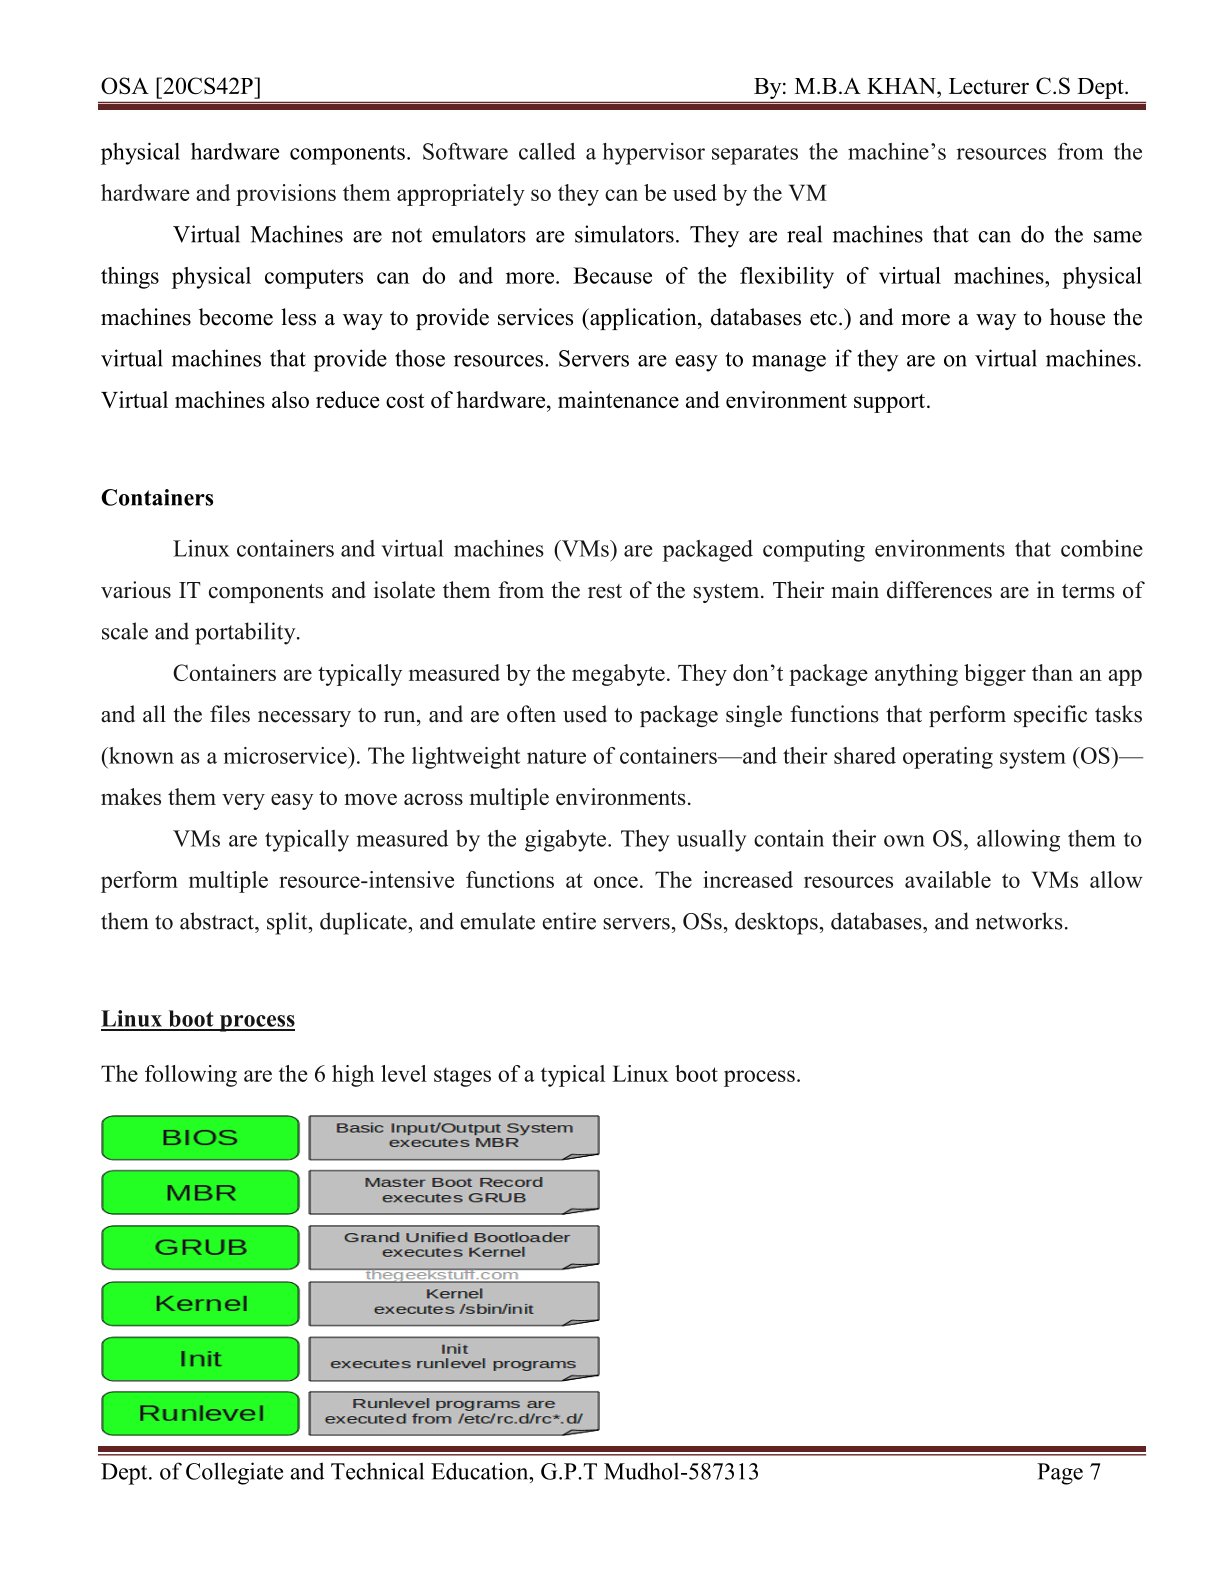 OSA [20CS42P] By: M.B.A KHAN, Lecturer C.S Dept.
physical hardware components. Software called a hypervisor separates the machine’s resources from the
hardware and provisions them appropriately so they can be used by the VM
Virtual Machines are not emulators are simulators. They are real machines that can do the same
things physical computers can do and more. Because of the flexibility of virtual machines, physical
machines become less a way to provide services (application, databases etc.) and more a way to house the
virtual machines that provide those resources. Servers are easy to manage if they are on virtual machines.
Virtual machines also reduce cost of hardware, maintenance and environment support.
Containers
Linux containers and virtual machines (VMs) are packaged computing environments that combine
various IT components and isolate them from the rest of the system. Their main differences are in terms of
scale and portability.
Containers are typically measured by the megabyte. They don’t package anything bigger than an app
and all the files necessary to run, and are often used to package single functions that perform specific tasks
(known as a microservice). The lightweight nature of containers—and their shared operating system (OS)—
makes them very easy to move across multiple environments.
VMs are typically measured by the gigabyte. They usually contain their own OS, allowing them to
perform multiple resource-intensive functions at once. The increased resources available to VMs allow
them to abstract, split, duplicate, and emulate entire servers, OSs, desktops, databases, and networks.
Linux boot process
The following are the 6 high level stages of a typical Linux boot process.
BIOS
Basic Input/Output System
executes MBR
MBR
Master Boot Record
executes GRUB
GRUB
Grand Unified Bootloader
executes Kernel
thegeekstuff.com
Kernel
Kernel
executes /sbin/init
Init
Init
executes runlevel programs
Runlevel
Runlevel programs are
executed from /etc/rc.d/rc*.d/
Dept. of Collegiate and Technical Education, G.P.T Mudhol-587313 Page 7